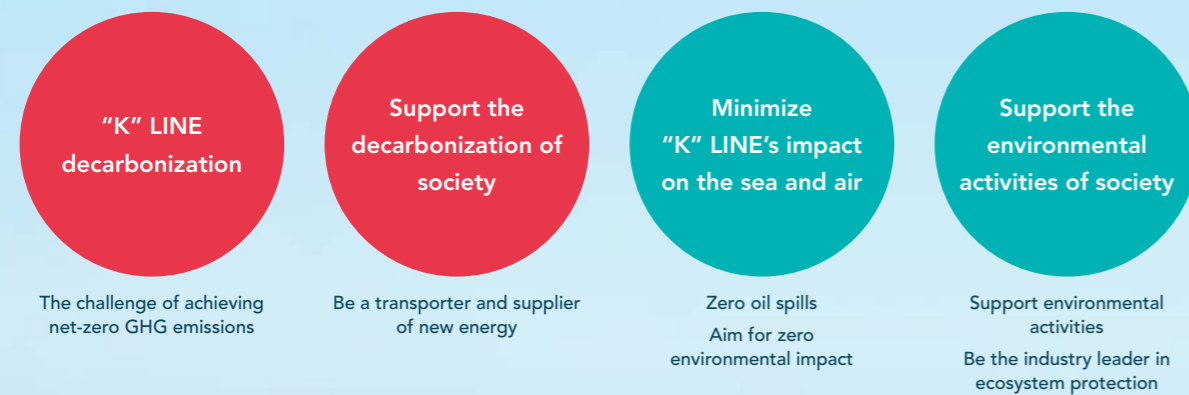 “K” LINE
decarbonization
The challenge of achieving
net-zero GHG emissions
Support the
decarbonization of
society
Be a transporter and supplier
of new energy
Minimize
“K” LINE’s impact
on the sea and air
Zero oil spills
Aim for zero
environmental impact
Support the
environmental
activities of society
Support environmental
activities
Be the industry leader in
ecosystem protection